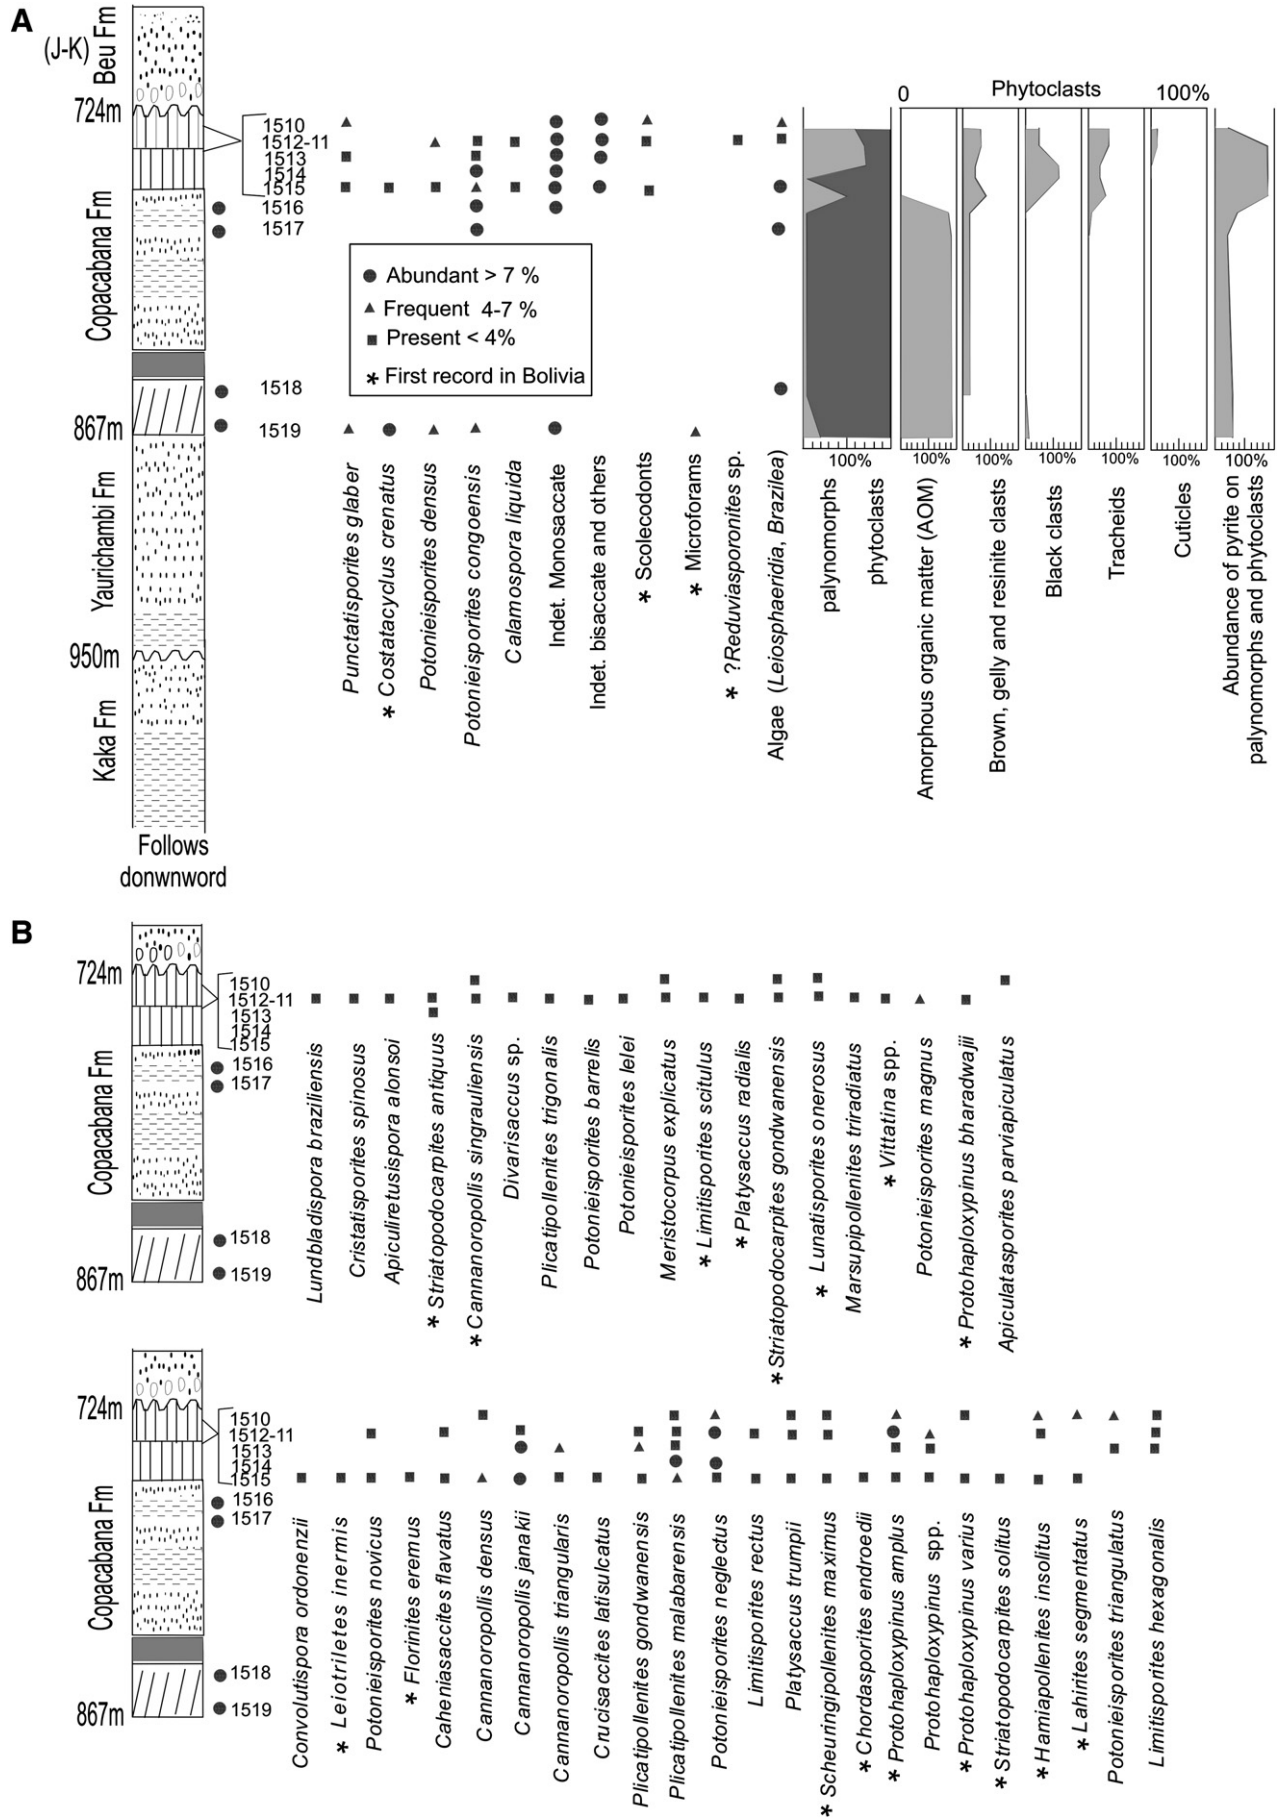 A
(J-K)
Beu Fm
724m
Copacabana Fm
867m
Yaurichambi Fm
950m
Kaka Fm
Follows
donwnword
1510
1512-11
1513
1514
1515
1516
1517
1518
1519
Abundant > 7 %
Frequent 4-7 %
Present < 4%
* First record in Bolivia
0 Phytoclasts 100%
100%
100%
100%
100%
100%
100%
100%
Punctatisporites glaber
* Costatacyclus crenatus
Potonieisporites densus
Potonieisporites congoensis
Calamospora liquida
Indet. Monosaccate
Indet. bisaccate and others
* Scolecodonts
* Microforams
* ?Reduviasporonites sp.
Algae (Leiosphaeridia, Brazilea)
palynomorphs
phytoclasts
Amorphous organic matter (AOM)
Brown, gelly and resinite clasts
Black clasts
Tracheids
Cuticles
Abundance of pyrite on
palynomorphs and phytoclasts
B
724m
Copacabana Fm
867m
1510
1512-11
1513
1514
1515
1516
1517
1518
1519
Lundbladispora braziliensis
Cristatisporites spinosus
Apiculiretusispora alonsoi
* Striatopodocarpites antiquus
* Cannanoropollis singrauliensis
Divarisaccus sp.
Plicatipollenites trigonalis
Potonieisporites barrelis
Potonieisporites lelei
Meristocorpus explicatus
* Limitisporites scitulus
* Platysaccus radialis
* Striatopodocarpites gondwanensis
* Lunatisporites onerosus
Marsupipollenites triradiatus
* Vittatina spp.
Potonieisporites magnus
* Protohaploxypinus bharadwajii
Apiculatasporites parviapiculatus
724m
Copacabana Fm
867m
1510
1512-11
1513
1514
1515
1516
1517
1518
1519
Convolutispora ordonenzii
* Leiotriletes inermis
Potonieisporites novicus
* Florinites eremus
Caheniasaccites flavatus
Cannanoropollis densus
Cannanoropollis janakii
Cannanoropollis triangularis
Crucisaccites latisulcatus
Plicatipollenites gondwanensis
Plicatipollenites malabarensis
Potonieisporites neglectus
Limitisporites rectus
Platysaccus trumpii
* Scheuringipollenites maximus
* Chordasporites endroedii
* Protohaploxypinus amplus
Protohaploxypinus spp.
* Protohaploxypinus varius
* Striatopodocarpites solitus
* Hamiapollenites insolitus
* Lahirites segmentatus
Potonieisporites triangulatus
Limitisporites hexagonalis